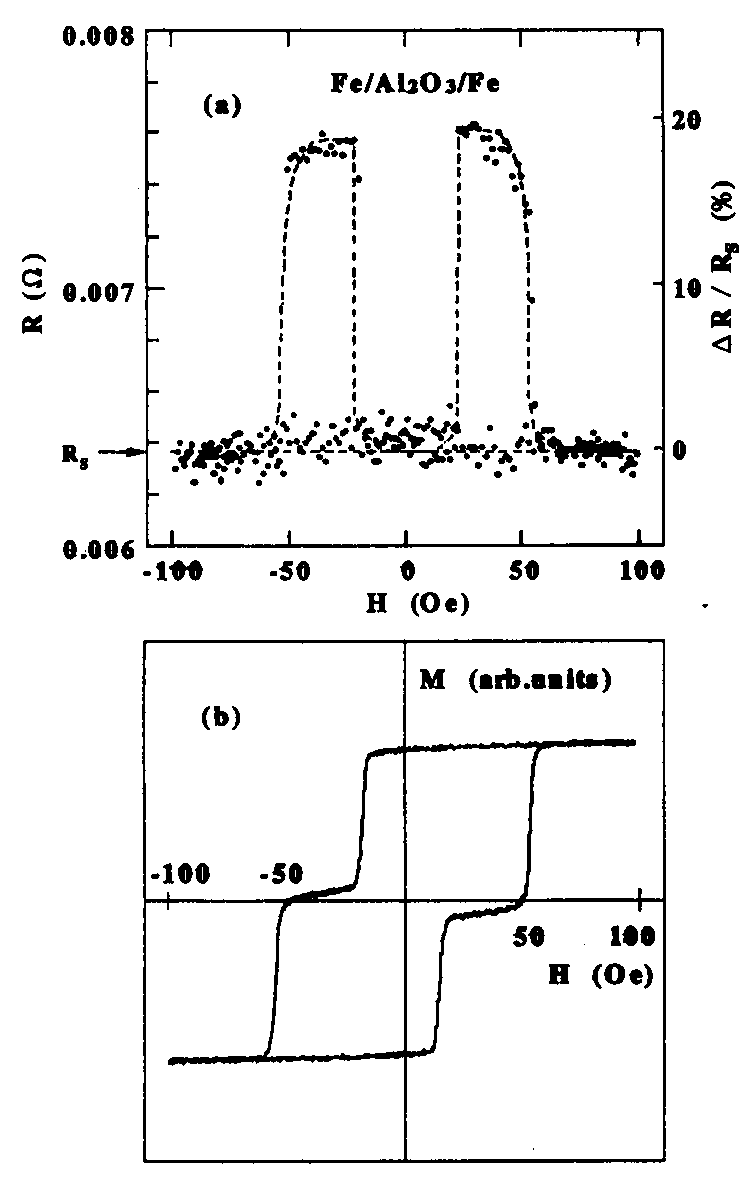 0.008
(a)
Fe/Al₂O₃/Fe
20
R (Ω)
0.007
10
ΔR / Rₛ (%)
Rₛ
0
0.006
-100 -50 0 50 100
H (Oe)
M (arb.units)
(b)
-100 -50
50 100
H (Oe)